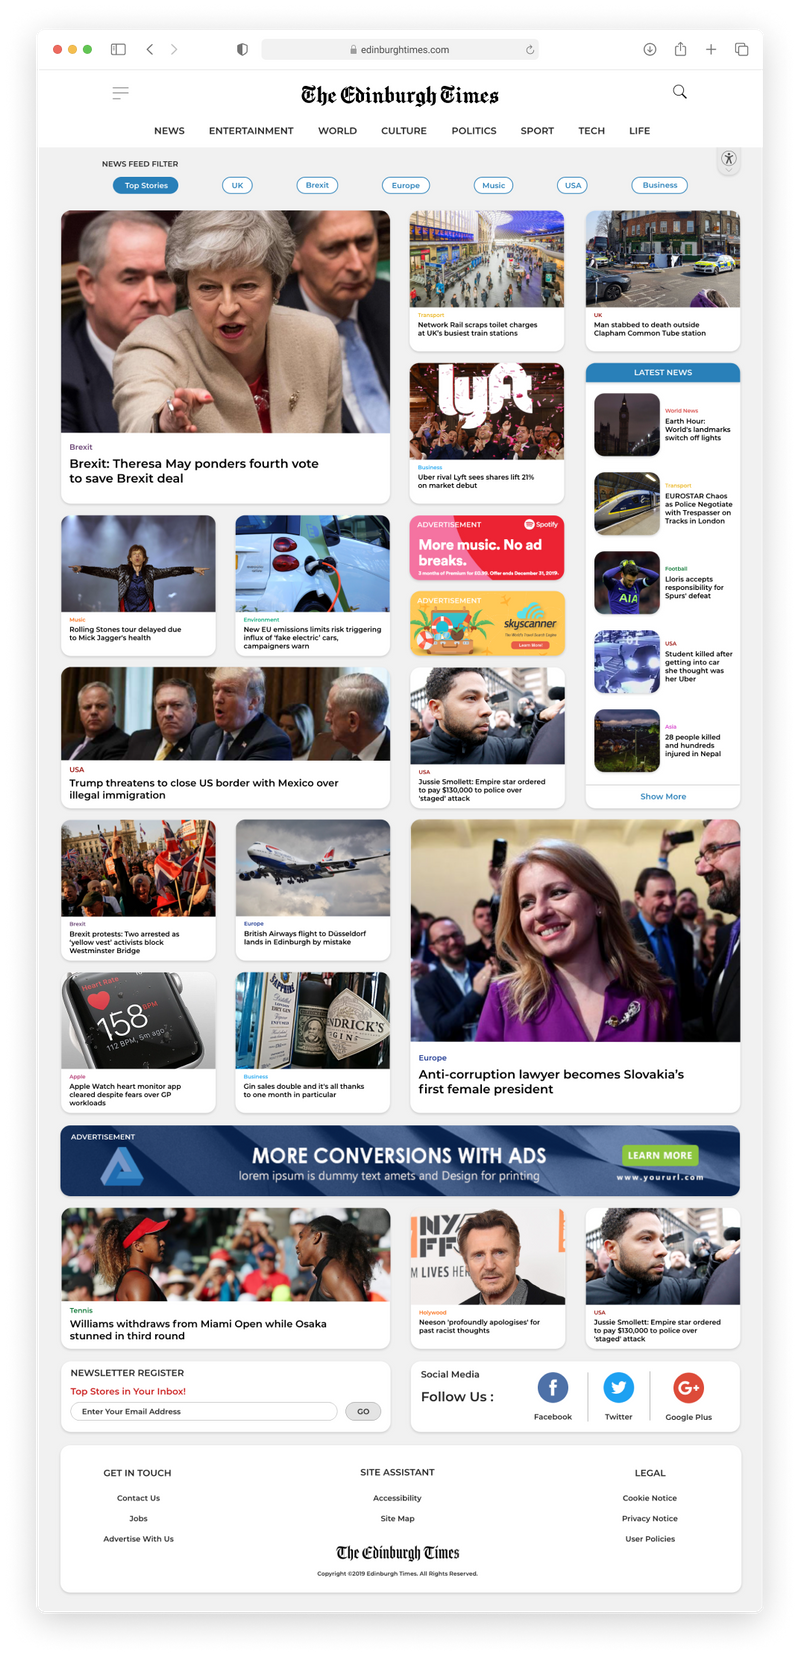 edinburghtimes.com
The Edinburgh Times
NEWS ENTERTAINMENT WORLD CULTURE POLITICS SPORT TECH LIFE
NEWS FEED FILTER
Top Stories UK Brexit Europe Music USA Business
Brexit
Brexit: Theresa May ponders fourth vote
to save Brexit deal
Transport
Network Rail scraps toilet charges
at UK's busiest train stations
UK
Man stabbed to death outside
Clapham Common Tube station
lyft
Business
Uber rival Lyft sees shares lift 21%
on market debut
LATEST NEWS
World News
Earth Hour:
World's landmarks
switch off lights
Transport
EUROSTAR Chaos
as Police Negotiate
with Trespasser on
Tracks in London
Football
Lloris accepts
responsibility for
Spurs' defeat
AIA
USA
Student killed after
getting into car
she thought was
her Uber
Asia
28 people killed
and hundreds
injured in Nepal
Show More
Music
Rolling Stones tour delayed due
to Mick Jagger's health
Environment
New EU emissions limits risk triggering
influx of 'fake electric' cars,
campaigners warn
ADVERTISEMENT
Spotify
More music. No ad
breaks.
3 months of Premium for £0.99. Offer ends December 31, 2019.
ADVERTISEMENT
skyscanner
The World's Travel Search Engine
Learn More!
USA
Trump threatens to close US border with Mexico over
illegal immigration
USA
Jussie Smollett: Empire star ordered
to pay $130,000 to police over
'staged' attack
Brexit
Brexit protests: Two arrested as
'yellow vest' activists block
Westminster Bridge
Europe
British Airways flight to Düsseldorf
lands in Edinburgh by mistake
Heart Rate
158 BPM
112 BPM, 5m ago
Apple
Apple Watch heart monitor app
cleared despite fears over GP
workloads
SAPPHIRE
Distilled
DRY GIN
NDRICK'S
GIN
Business
Gin sales double and it's all thanks
to one month in particular
Europe
Anti-corruption lawyer becomes Slovakia's
first female president
ADVERTISEMENT
MORE CONVERSIONS WITH ADS
lorem ipsum is dummy text amets and Design for printing
LEARN MORE
www.yoururl.com
Tennis
Williams withdraws from Miami Open while Osaka
stunned in third round
NY
FF
M LIVES HER
Holywood
Neeson 'profoundly apologises' for
past racist thoughts
USA
Jussie Smollett: Empire star ordered
to pay $130,000 to police over
'staged' attack
NEWSLETTER REGISTER
Top Stores in Your Inbox!
Enter Your Email Address
GO
Social Media
Follow Us :
Facebook
Twitter
G+
Google Plus
GET IN TOUCH
Contact Us
Jobs
Advertise With Us
SITE ASSISTANT
Accessibility
Site Map
LEGAL
Cookie Notice
Privacy Notice
User Policies
The Edinburgh Times
Copyright ©2019 Edinburgh Times. All Rights Reserved.